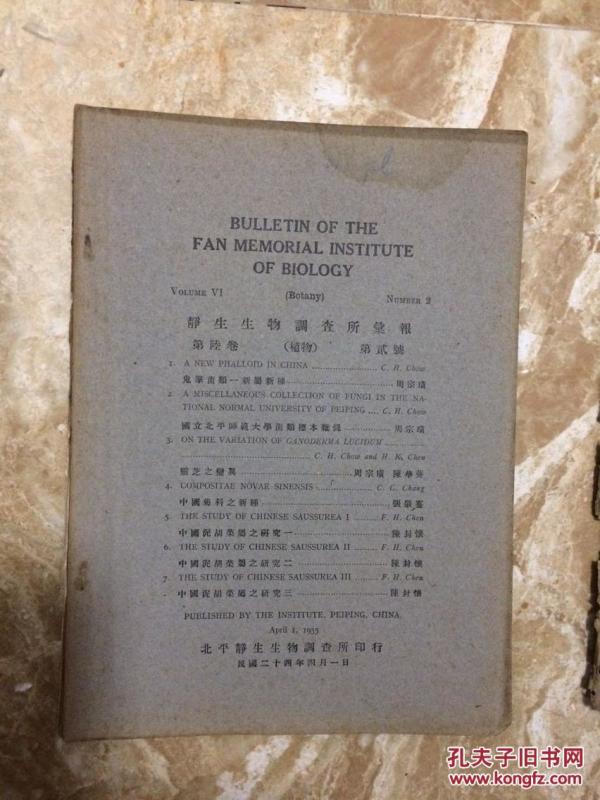 BULLETIN OF THE
FAN MEMORIAL INSTITUTE
OF BIOLOGY
VOLUME VI (Botany) NUMBER 2
靜生生物調查所彙報
第陸卷 (植物) 第貳號
1. A NEW PHALLOID IN CHINA ........ C. H. Chow
鬼筆菌類一新屬新種 周宗璜
2. A MISCELLANEOUS COLLECTION OF FUNGI IN THE NA-
TIONAL NORMAL UNIVERSITY OF PEIPING .... C. H. Chow
國立北平師範大學菌類標本雜俎 周宗璜
3. ON THE VARIATION OF GANODERMA LUCIDUM ........
........ C. H. Chow and H. K. Chen
靈芝之變異 周宗璜 陳
4. COMPOSITAE NOVAE SINENSIS ........ C. C. Chang
中國菊科之新種 張肇騫
5. THE STUDY OF CHINESE SAUSSUREA I ........ F. H. Chen
中國泥胡菜屬之研究一 陳封懷
6. THE STUDY OF CHINESE SAUSSUREA II ........ F. H. Chen
中國泥胡菜屬之研究二 陳封懷
7. THE STUDY OF CHINESE SAUSSUREA III ........ F. H. Chen
中國泥胡菜屬之研究三 陳封懷
PUBLISHED BY THE INSTITUTE, PEIPING, CHINA.
April 1, 1935
北平靜生生物調查所印行
民國二十四年四月一日
孔夫子旧书网
www.kongfz.com